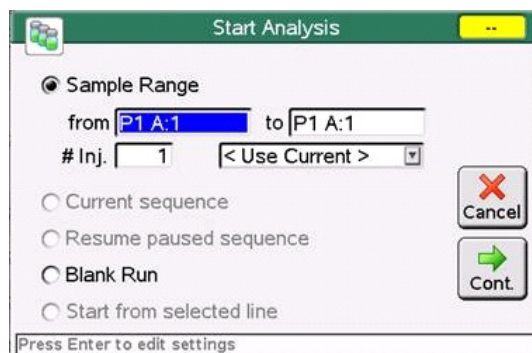 Start Analysis --
Sample Range
from P1 A:1 to P1 A:1
# Inj. 1 < Use Current >
Current sequence
Resume paused sequence
Blank Run
Start from selected line
Cancel
Cont.
Press Enter to edit settings